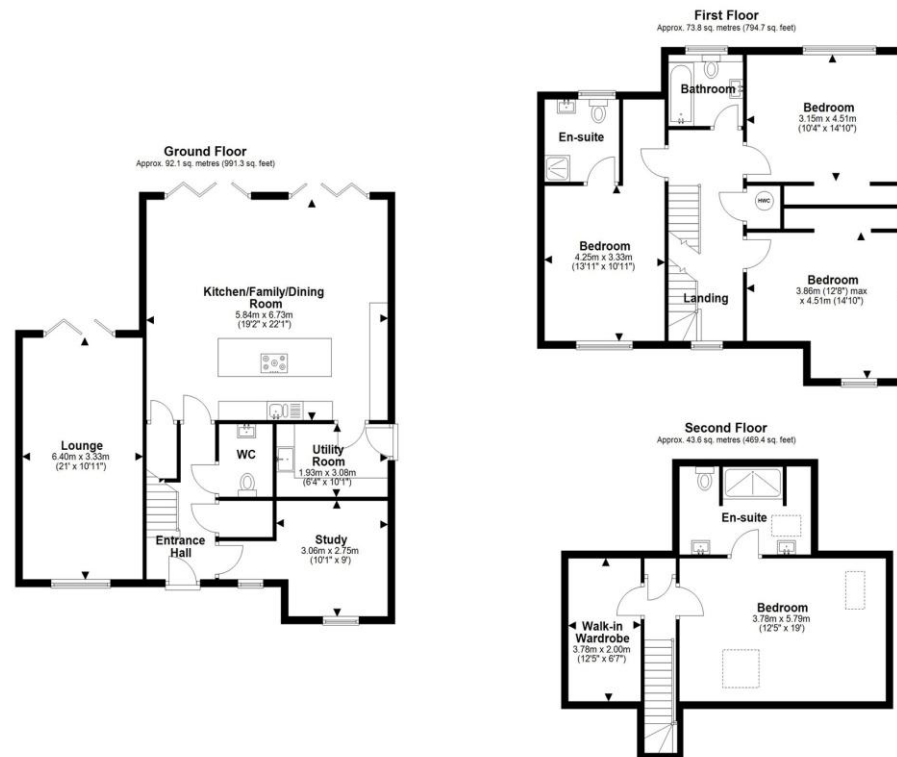 Ground Floor
Approx. 92.1 sq. metres (991.3 sq. feet)
Kitchen/Family/Dining
Room
5.84m x 6.73m
(19'2" x 22'1")
Lounge
6.40m x 3.33m
(21' x 10'11")
WC
Utility
Room
1.93m x 3.08m
(6'4" x 10'1")
Entrance
Hall
Study
3.06m x 2.75m
(10'1" x 9')
First Floor
Approx. 73.8 sq. metres (794.7 sq. feet)
Bathroom
Bedroom
3.15m x 4.51m
(10'4" x 14'10")
En-suite
HWC
Bedroom
4.25m x 3.33m
(13'11" x 10'11")
Bedroom
3.86m (12'8") max
x 4.51m (14'10")
Landing
Second Floor
Approx. 43.6 sq. metres (469.4 sq. feet)
En-suite
Bedroom
3.78m x 5.79m
(12'5" x 19')
Walk-in
Wardrobe
3.78m x 2.00m
(12'5" x 6'7")